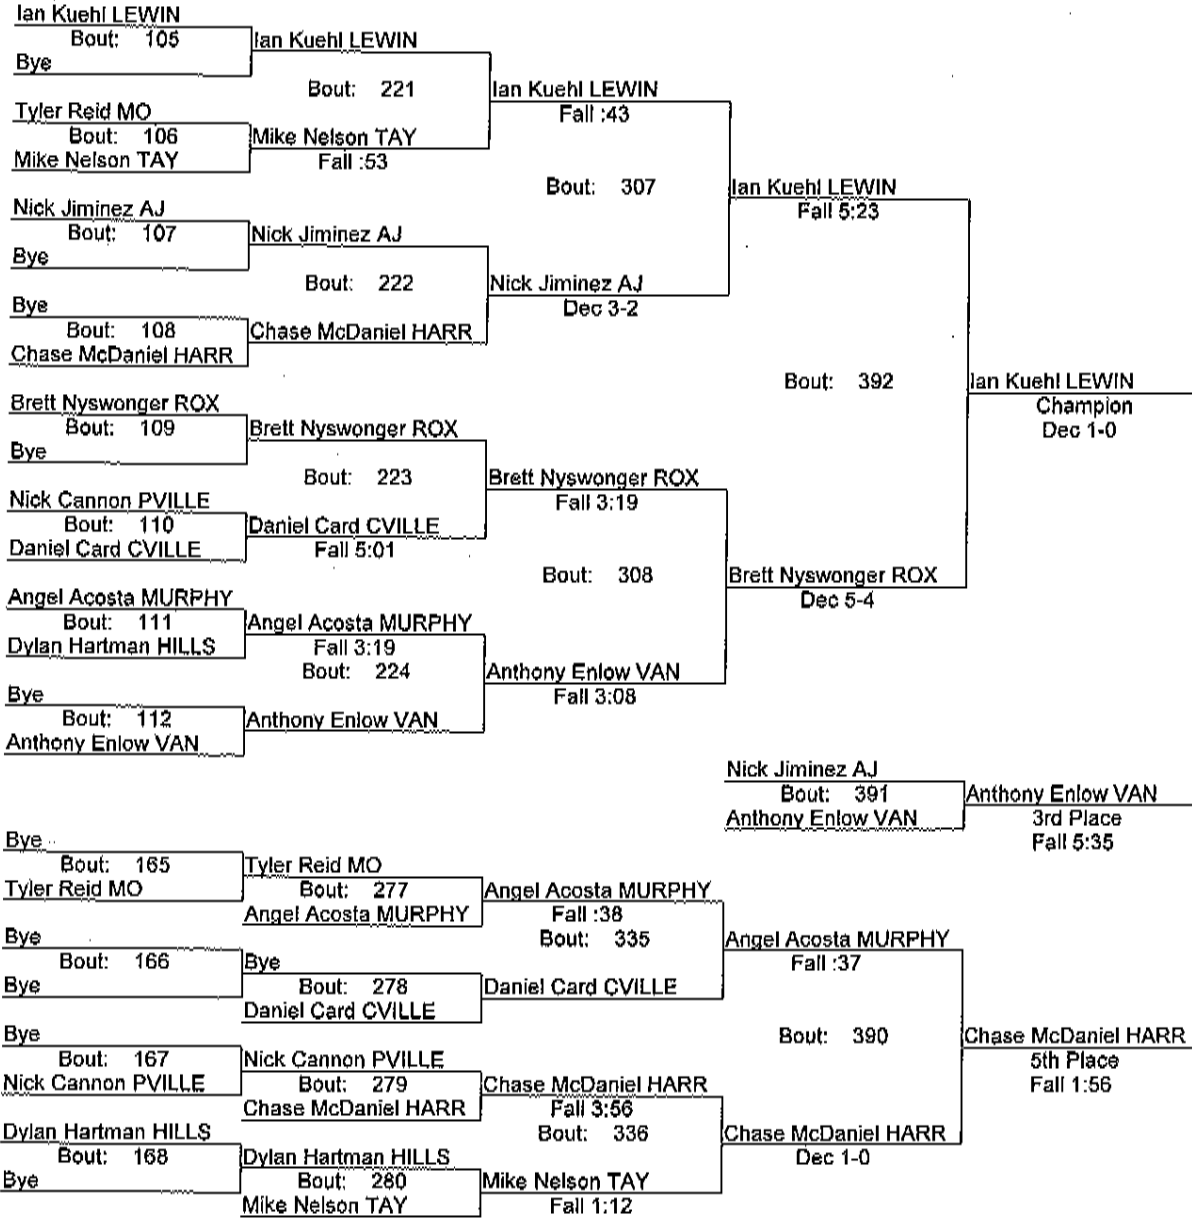 Ian Kuehl LEWIN
Bout: 105
Bye
Ian Kuehl LEWIN
Bout: 221
Tyler Reid MO
Bout: 106
Mike Nelson TAY
Mike Nelson TAY
Fall :53
Ian Kuehl LEWIN
Fall :43
Bout: 307
Nick Jiminez AJ
Bout: 107
Bye
Nick Jiminez AJ
Bout: 222
Bye
Bout: 108
Chase McDaniel HARR
Chase McDaniel HARR
Nick Jiminez AJ
Dec 3-2
Ian Kuehl LEWIN
Fall 5:23
Bout: 392
Ian Kuehl LEWIN
Champion
Dec 1-0
Brett Nyswonger ROX
Bout: 109
Bye
Brett Nyswonger ROX
Bout: 223
Nick Cannon PVILLE
Bout: 110
Daniel Card CVILLE
Daniel Card CVILLE
Fall 5:01
Brett Nyswonger ROX
Fall 3:19
Bout: 308
Angel Acosta MURPHY
Bout: 111
Dylan Hartman HILLS
Angel Acosta MURPHY
Fall 3:19
Bout: 224
Bye
Bout: 112
Anthony Enlow VAN
Anthony Enlow VAN
Anthony Enlow VAN
Fall 3:08
Brett Nyswonger ROX
Dec 5-4
Nick Jiminez AJ
Bout: 391
Anthony Enlow VAN
Anthony Enlow VAN
3rd Place
Fall 5:35
Bye
Bout: 165
Tyler Reid MO
Tyler Reid MO
Bout: 277
Angel Acosta MURPHY
Angel Acosta MURPHY
Fall :38
Bout: 335
Bye
Bout: 166
Bye
Bye
Bout: 278
Daniel Card CVILLE
Daniel Card CVILLE
Angel Acosta MURPHY
Fall :37
Bout: 390
Bye
Bout: 167
Nick Cannon PVILLE
Nick Cannon PVILLE
Bout: 279
Chase McDaniel HARR
Chase McDaniel HARR
Fall 3:56
Bout: 336
Dylan Hartman HILLS
Bout: 168
Bye
Dylan Hartman HILLS
Bout: 280
Mike Nelson TAY
Mike Nelson TAY
Fall 1:12
Chase McDaniel HARR
Dec 1-0
Chase McDaniel HARR
5th Place
Fall 1:56